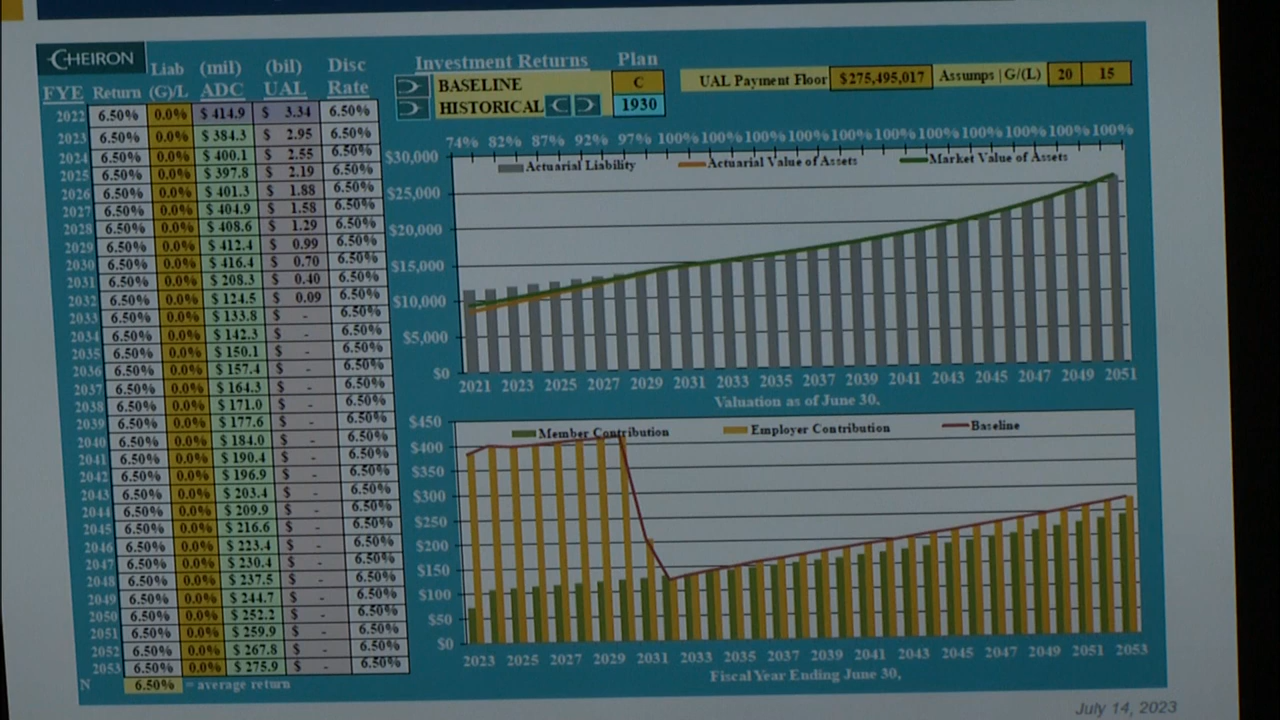 CHEIRON
Liab (mil) (bil) Disc
FYE Return (G)/L ADC UAL Rate
2022 6.50% 0.0% $ 414.9 $ 3.34 6.50%
2023 6.50% 0.0% $ 384.3 $ 2.95 6.50%
2024 6.50% 0.0% $ 400.1 $ 2.55 6.50%
2025 6.50% 0.0% $ 397.8 $ 2.19 6.50%
2026 6.50% 0.0% $ 401.3 $ 1.88 6.50%
2027 6.50% 0.0% $ 404.9 $ 1.58 6.50%
2028 6.50% 0.0% $ 408.6 $ 1.29 6.50%
2029 6.50% 0.0% $ 412.4 $ 0.99 6.50%
2030 6.50% 0.0% $ 416.4 $ 0.70 6.50%
2031 6.50% 0.0% $ 208.3 $ 0.40 6.50%
2032 6.50% 0.0% $ 124.5 $ 0.09 6.50%
2033 6.50% 0.0% $ 133.8 $ - 6.50%
2034 6.50% 0.0% $ 142.3 $ - 6.50%
2035 6.50% 0.0% $ 150.1 $ - 6.50%
2036 6.50% 0.0% $ 157.4 $ - 6.50%
2037 6.50% 0.0% $ 164.3 $ - 6.50%
2038 6.50% 0.0% $ 171.0 $ - 6.50%
2039 6.50% 0.0% $ 177.6 $ - 6.50%
2040 6.50% 0.0% $ 184.0 $ - 6.50%
2041 6.50% 0.0% $ 190.4 $ - 6.50%
2042 6.50% 0.0% $ 196.9 $ - 6.50%
2043 6.50% 0.0% $ 203.4 $ - 6.50%
2044 6.50% 0.0% $ 209.9 $ - 6.50%
2045 6.50% 0.0% $ 216.6 $ - 6.50%
2046 6.50% 0.0% $ 223.4 $ - 6.50%
2047 6.50% 0.0% $ 230.4 $ - 6.50%
2048 6.50% 0.0% $ 237.5 $ - 6.50%
2049 6.50% 0.0% $ 244.7 $ - 6.50%
2050 6.50% 0.0% $ 252.2 $ - 6.50%
2051 6.50% 0.0% $ 259.9 $ - 6.50%
2052 6.50% 0.0% $ 267.8 $ - 6.50%
2053 6.50% 0.0% $ 275.9 $ - 6.50%
N 6.50% = average return
Investment Returns Plan
BASELINE C
HISTORICAL 1930
UAL Payment Floor $275,495,017 Assumps | G/(L) 20 15
74% 82% 87% 92% 97% 100% 100% 100% 100% 100% 100% 100% 100% 100% 100% 100%
Actuarial Liability Actuarial Value of Assets Market Value of Assets
$30,000
$25,000
$20,000
$15,000
$10,000
$5,000
$0
2021 2023 2025 2027 2029 2031 2033 2035 2037 2039 2041 2043 2045 2047 2049 2051
Valuation as of June 30,
Member Contribution Employer Contribution Baseline
$450
$400
$350
$300
$250
$200
$150
$100
$50
$0
2023 2025 2027 2029 2031 2033 2035 2037 2039 2041 2043 2045 2047 2049 2051 2053
Fiscal Year Ending June 30,
July 14, 2023